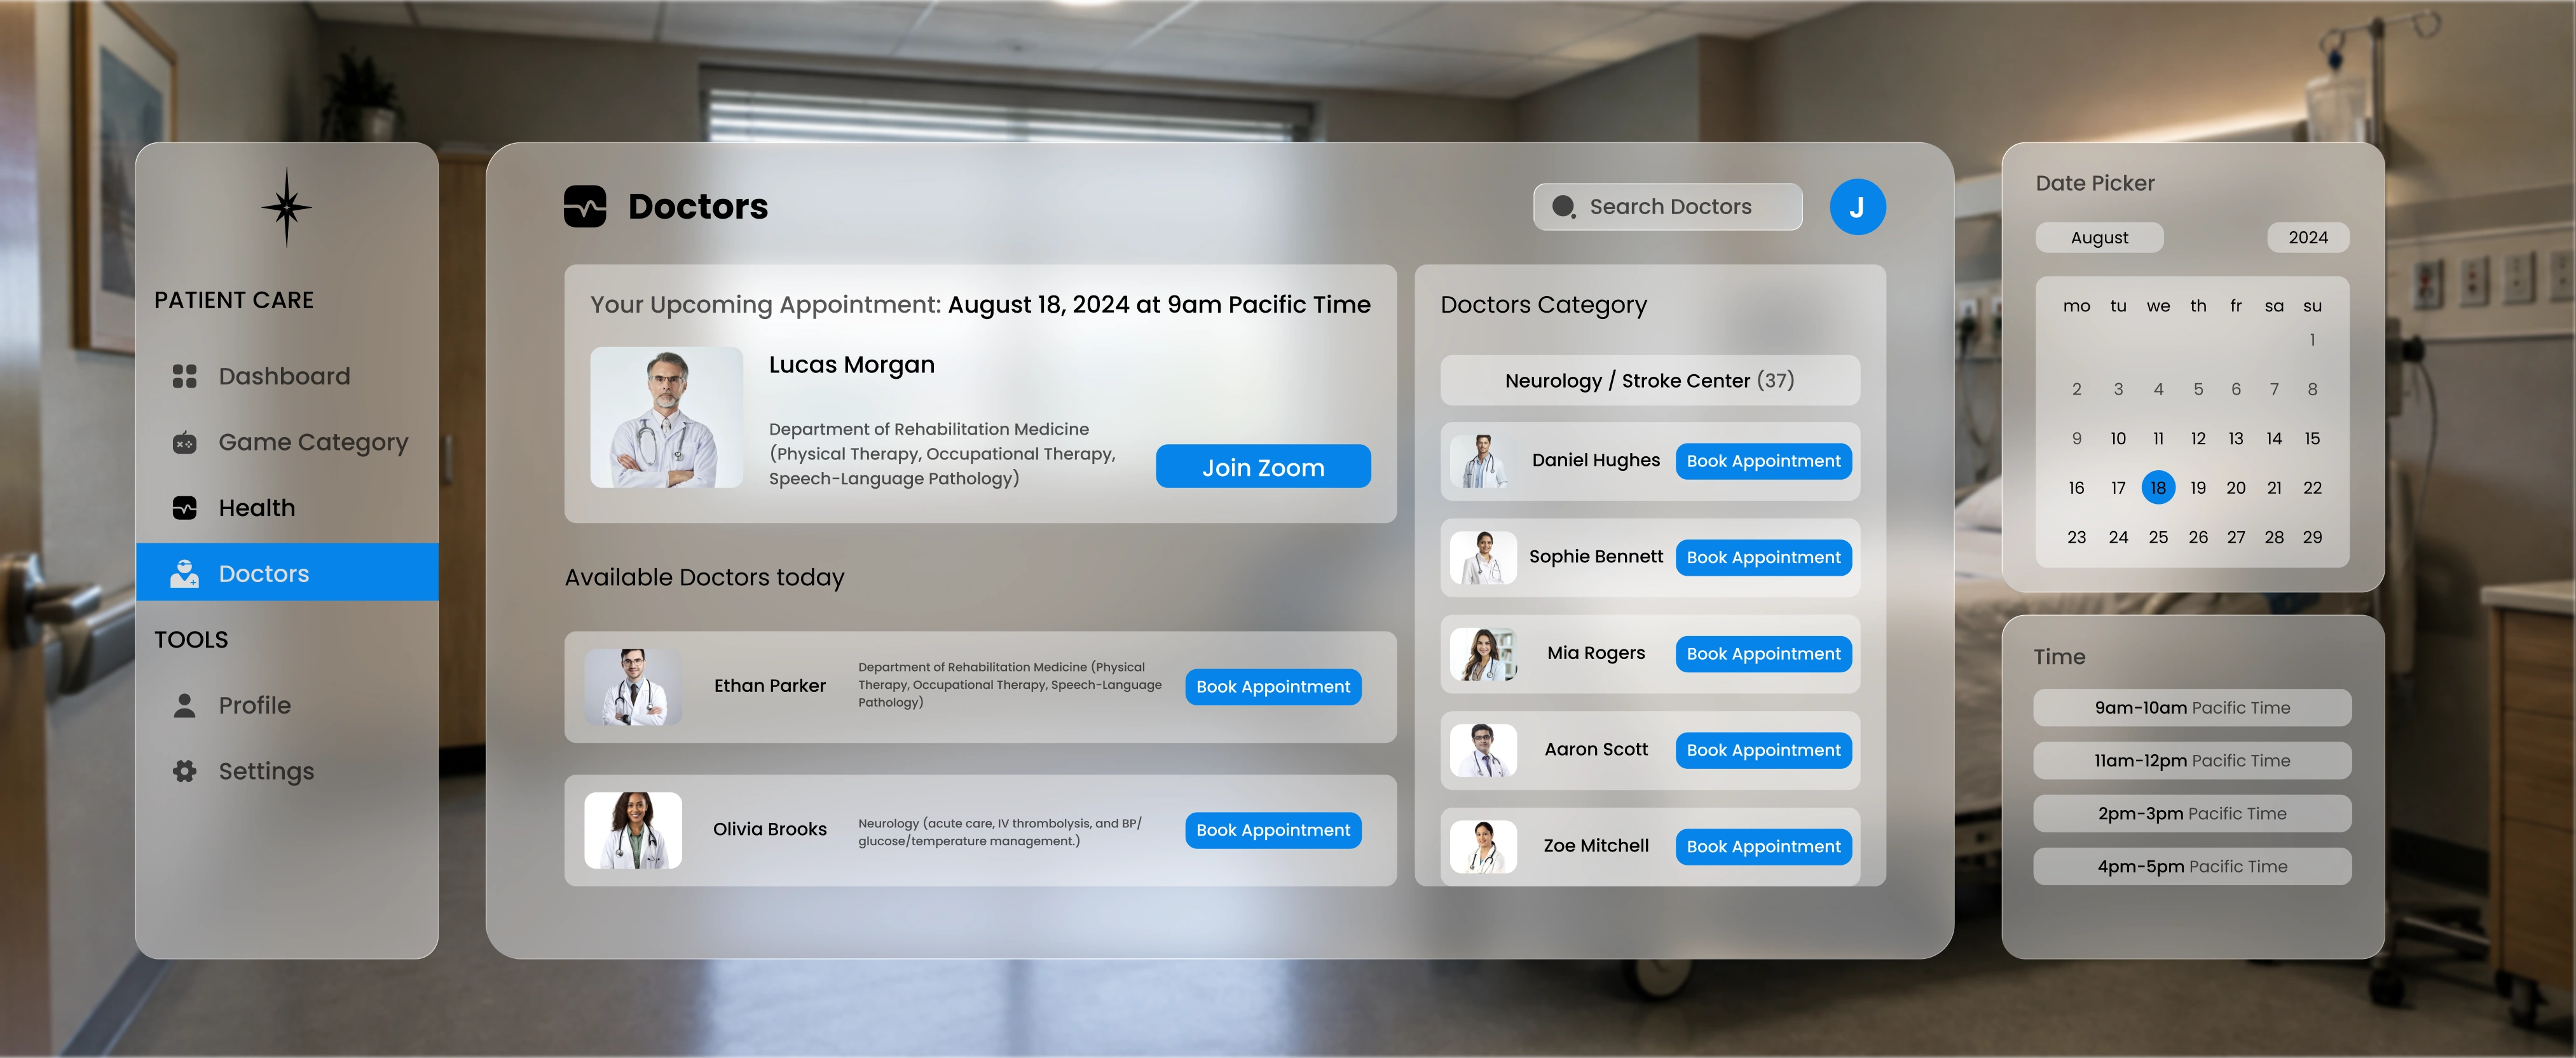 PATIENT CARE
Dashboard
Game Category
Health
Doctors
TOOLS
Profile
Settings
Doctors
Search Doctors
J
Your Upcoming Appointment: August 18, 2024 at 9am Pacific Time
Lucas Morgan
Department of Rehabilitation Medicine
(Physical Therapy, Occupational Therapy,
Speech-Language Pathology)
Join Zoom
Available Doctors today
Ethan Parker
Department of Rehabilitation Medicine (Physical
Therapy, Occupational Therapy, Speech-Language
Pathology)
Book Appointment
Olivia Brooks
Neurology (acute care, IV thrombolysis, and BP/
glucose/temperature management.)
Book Appointment
Doctors Category
Neurology / Stroke Center (37)
Daniel Hughes
Book Appointment
Sophie Bennett
Book Appointment
Mia Rogers
Book Appointment
Aaron Scott
Book Appointment
Zoe Mitchell
Book Appointment
Date Picker
August 2024
mo tu we th fr sa su
1
2 3 4 5 6 7 8
9 10 11 12 13 14 15
16 17 18 19 20 21 22
23 24 25 26 27 28 29
Time
9am-10am Pacific Time
11am-12pm Pacific Time
2pm-3pm Pacific Time
4pm-5pm Pacific Time